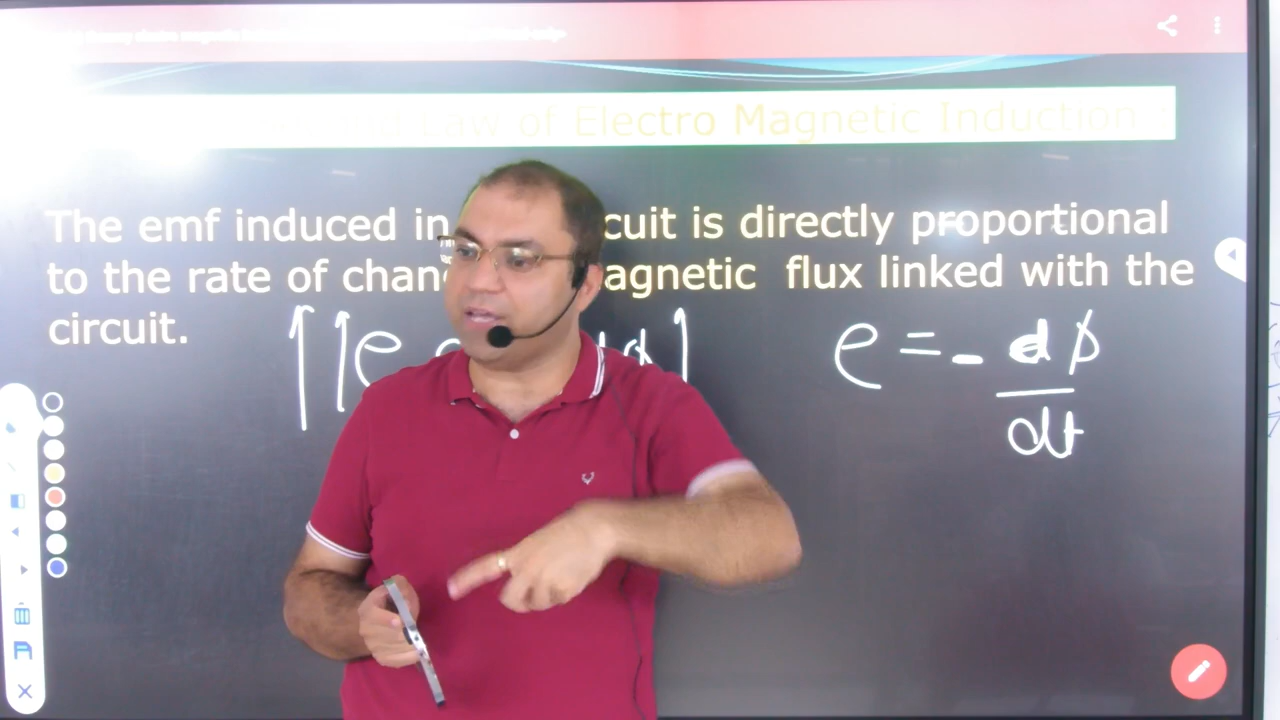 Law of Electro Magnetic Induction :
The emf induced in cuit is directly proportional
to the rate of chan agnetic flux linked with the
circuit.
e
e = - dϕ
dt